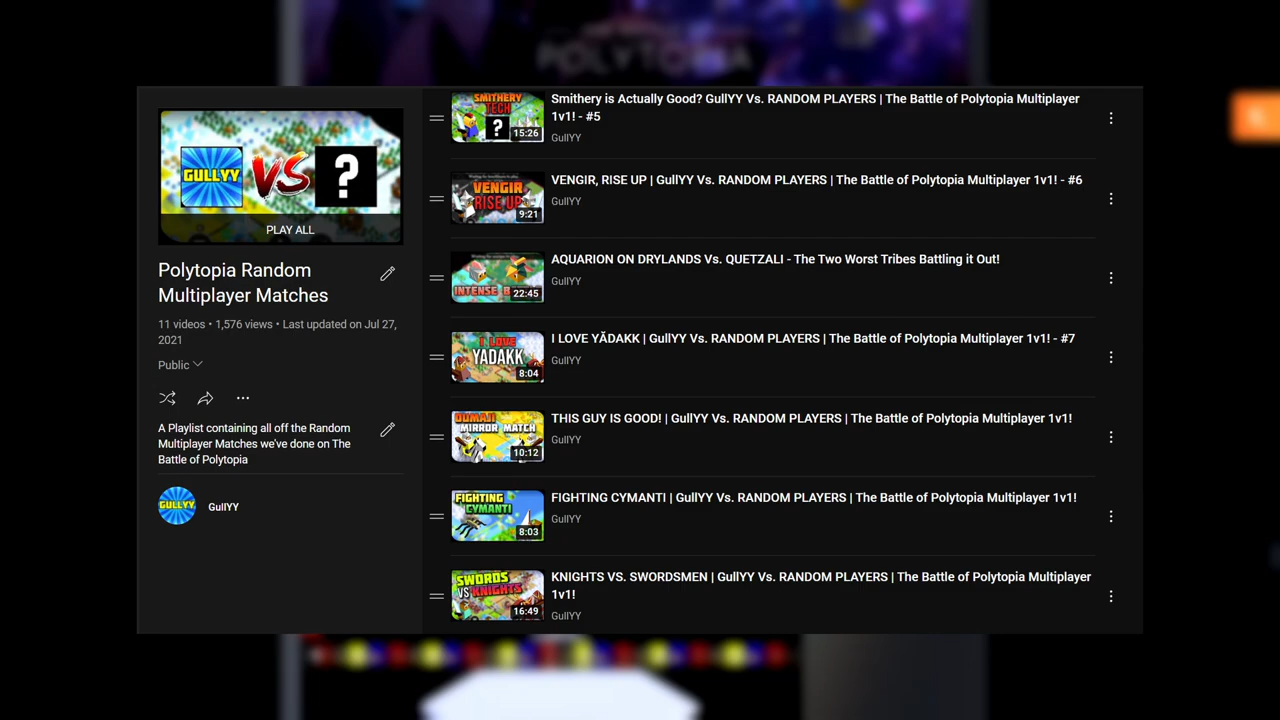 POLYTOPIA
GULLYY VS ?
PLAY ALL
Polytopia Random
Multiplayer Matches
11 videos • 1,576 views • Last updated on Jul 27,
2021
Public
A Playlist containing all off the Random
Multiplayer Matches we've done on The
Battle of Polytopia
GULLYY
GullYY
SMITHERY
TECH
?
15:26
Smithery is Actually Good? GullYY Vs. RANDOM PLAYERS | The Battle of Polytopia Multiplayer
1v1! - #5
GullYY
VENGIR
RISE UP
9:21
VENGIR, RISE UP | GullYY Vs. RANDOM PLAYERS | The Battle of Polytopia Multiplayer 1v1! - #6
GullYY
INTENSE B
22:45
AQUARION ON DRYLANDS Vs. QUETZALI - The Two Worst Tribes Battling it Out!
GullYY
I LOVE
YADAKK
8:04
I LOVE YĂDAKK | GullYY Vs. RANDOM PLAYERS | The Battle of Polytopia Multiplayer 1v1! - #7
GullYY
OUMAJI
MIRROR MATCH
10:12
THIS GUY IS GOOD! | GullYY Vs. RANDOM PLAYERS | The Battle of Polytopia Multiplayer 1v1!
GullYY
FIGHTING
CYMANTI
8:03
FIGHTING CYMANTI | GullYY Vs. RANDOM PLAYERS | The Battle of Polytopia Multiplayer 1v1!
GullYY
SWORDS
VS KNIGHTS
16:49
KNIGHTS VS. SWORDSMEN | GullYY Vs. RANDOM PLAYERS | The Battle of Polytopia Multiplayer
1v1!
GullYY